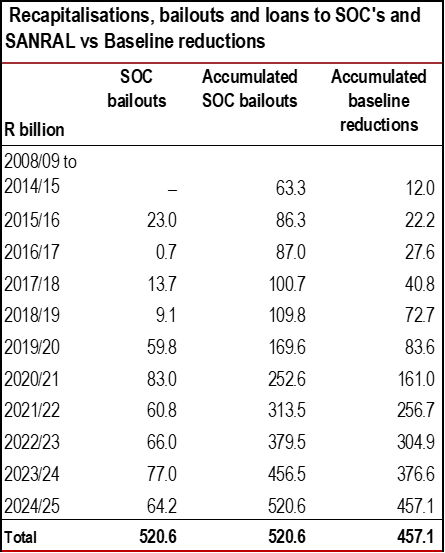 Recapitalisations, bailouts and loans to SOC's and
SANRAL vs Baseline reductions
R billion SOC bailouts Accumulated SOC bailouts Accumulated baseline reductions
2008/09 to
2014/15 – 63.3 12.0
2015/16 23.0 86.3 22.2
2016/17 0.7 87.0 27.6
2017/18 13.7 100.7 40.8
2018/19 9.1 109.8 72.7
2019/20 59.8 169.6 83.6
2020/21 83.0 252.6 161.0
2021/22 60.8 313.5 256.7
2022/23 66.0 379.5 304.9
2023/24 77.0 456.5 376.6
2024/25 64.2 520.6 457.1
Total 520.6 520.6 457.1